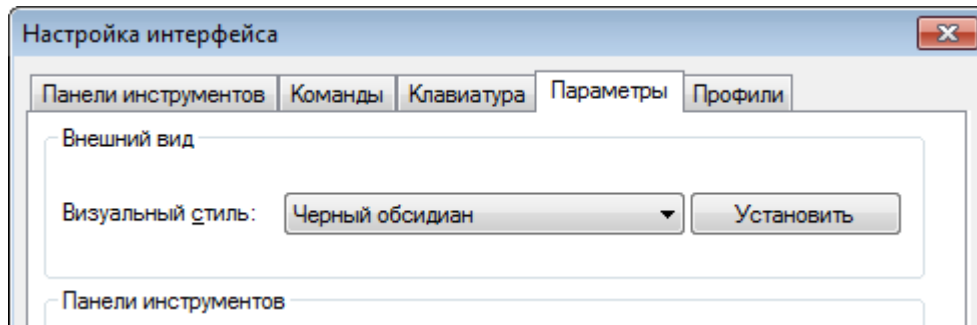 Настройка интерфейса
Панели инструментов Команды Клавиатура Параметры Профили
Внешний вид
Визуальный стиль: Черный обсидиан Установить
Панели инструментов